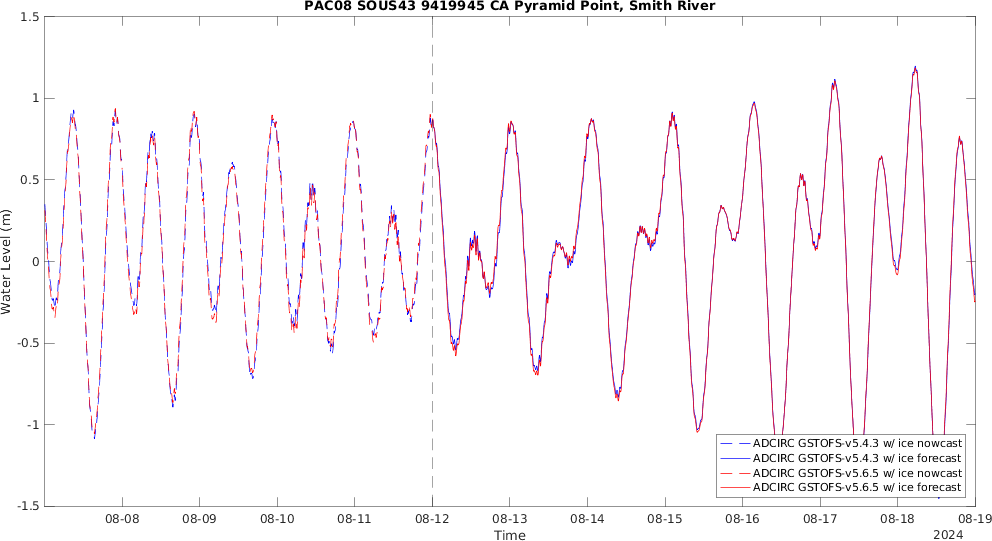 PAC08 SOUS43 9419945 CA Pyramid Point, Smith River
1.5
1
0.5
0
-0.5
-1
-1.5
Water Level (m)
08-08 08-09 08-10 08-11 08-12 08-13 08-14 08-15 08-16 08-17 08-18 08-19
Time
2024
ADCIRC GSTOFS-v5.4.3 w/ ice nowcast
ADCIRC GSTOFS-v5.4.3 w/ ice forecast
ADCIRC GSTOFS-v5.6.5 w/ ice nowcast
ADCIRC GSTOFS-v5.6.5 w/ ice forecast